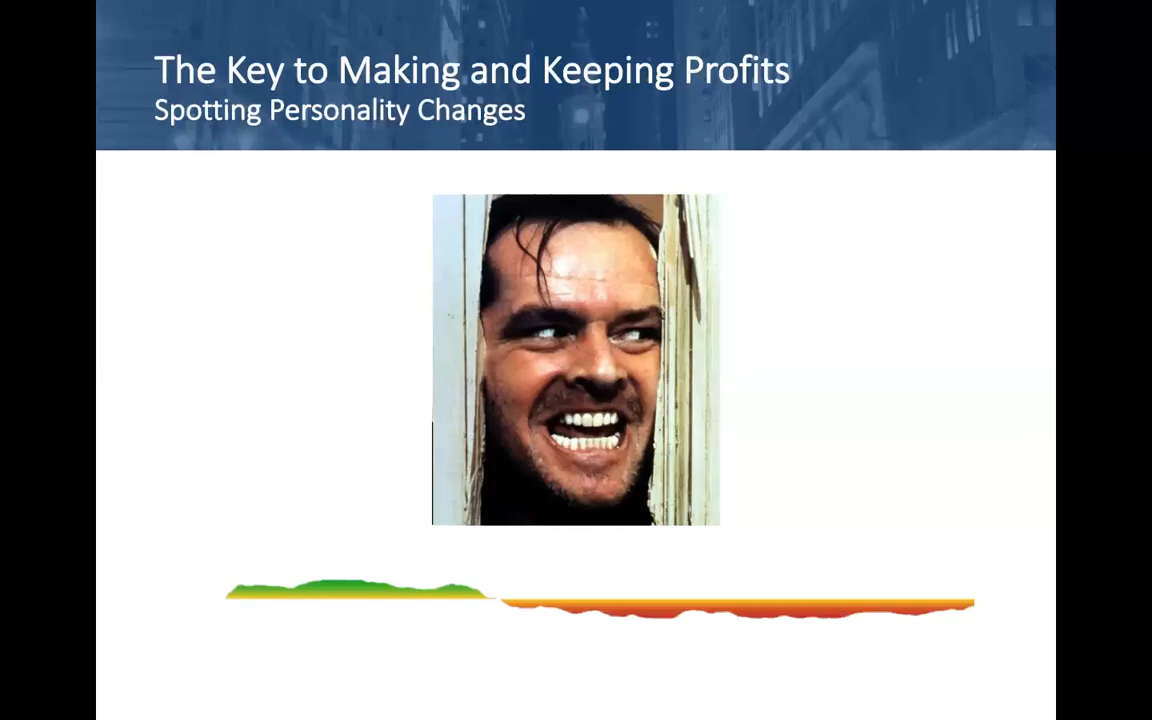 The Key to Making and Keeping Profits
Spotting Personality Changes